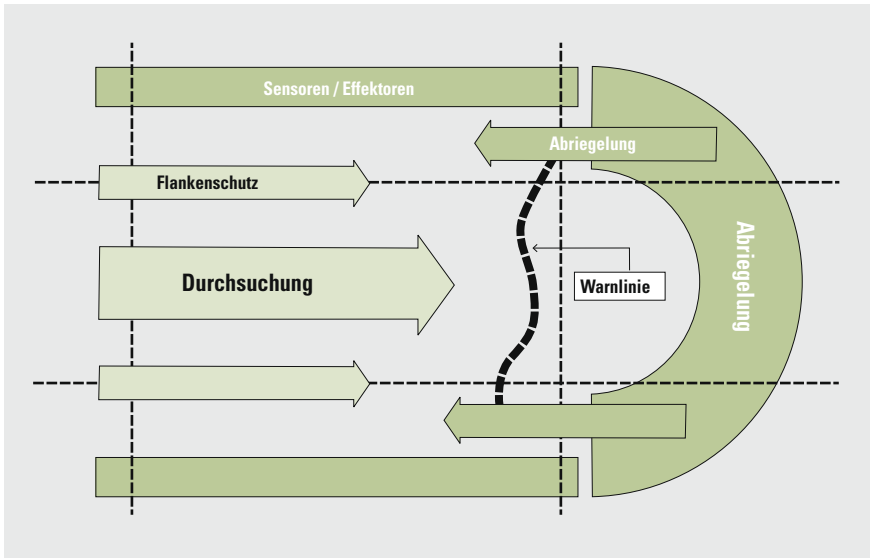 Sensoren / Effektoren
Abriegelung
Flankenschutz
Abriegelung
Durchsuchung
Warnlinie